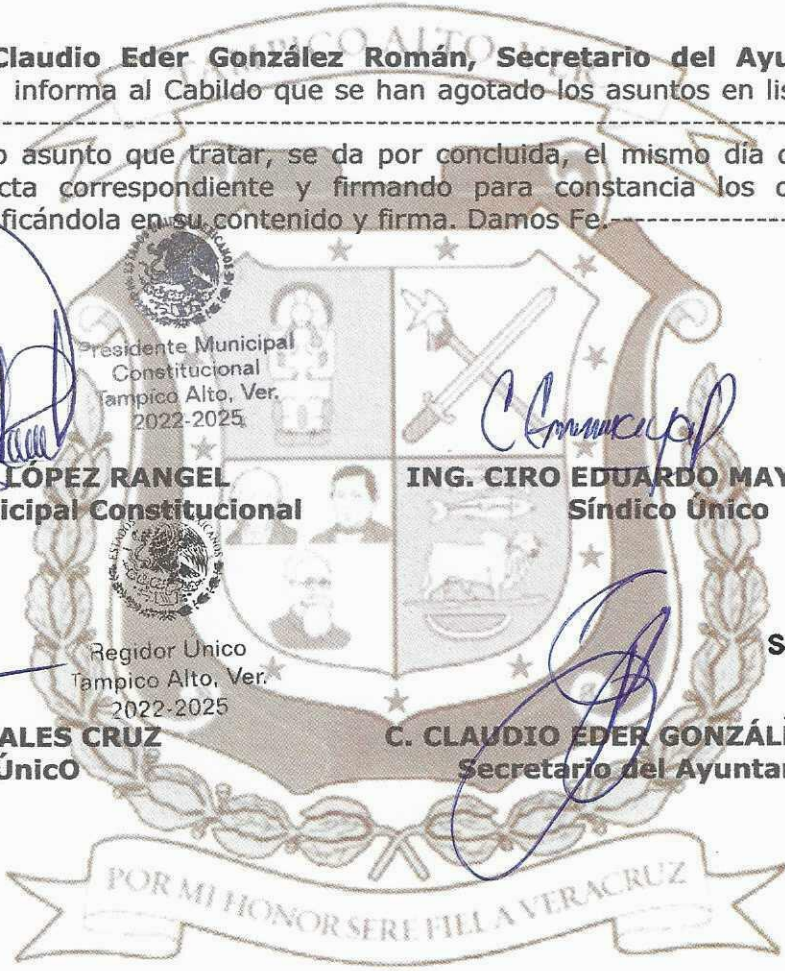 TAMPICO ALTO, VER.
Claudio Eder González Román, Secretario del Ayu
informa al Cabildo que se han agotado los asuntos en lis
o asunto que tratar, se da por concluida, el mismo día
cta correspondiente y firmando para constancia los
ficándola en su contenido y firma. Damos Fe.
Presidente Municipal
Constitucional
Tampico Alto, Ver.
2022-2025
LÓPEZ RANGEL
icipal Constitucional
ING. CIRO EDUARDO MAY
Síndico Único
Regidor Unico
Tampico Alto, Ver.
2022-2025
S
ALES CRUZ
ÚnicO
C. CLAUDIO EDER GONZÁL
Secretario del Ayuntar
POR MI HONOR SERE FIEL A VERACRUZ